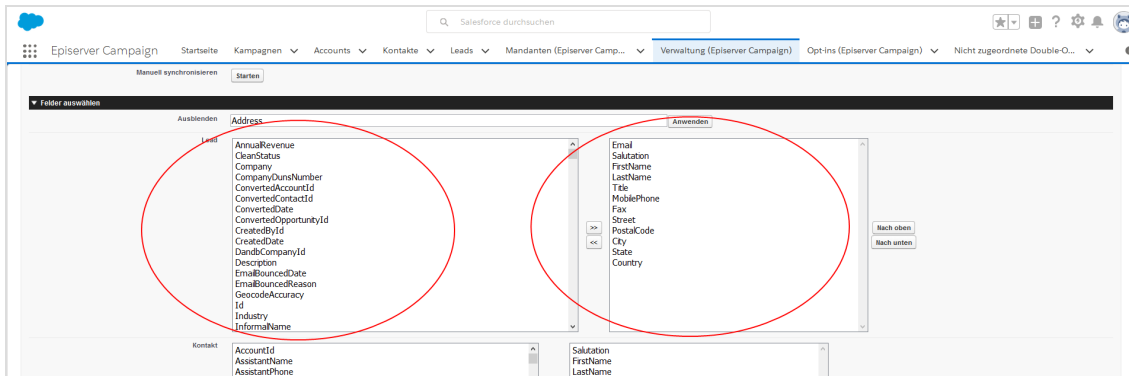 Salesforce durchsuchen
Episerver Campaign Startseite Kampagnen Accounts Kontakte Leads Mandanten (Episerver Camp... Verwaltung (Episerver Campaign) Opt-ins (Episerver Campaign) Nicht zugeordnete Double-O...
Manuell synchronisieren Starten
Felder auswählen
Ausblenden Address Anwenden
Lead
AnnualRevenue
CleanStatus
Company
CompanyDunsNumber
ConvertedAccountId
ConvertedContactId
ConvertedDate
ConvertedOpportunityId
CreatedById
CreatedDate
DandbCompanyId
Description
EmailBouncedDate
EmailBouncedReason
GeocodeAccuracy
Id
Industry
InformalName
>>
<<
Email
Salutation
FirstName
LastName
Title
MobilePhone
Fax
Street
PostalCode
City
State
Country
Nach oben
Nach unten
Kontakt
AccountId
AssistantName
AssistantPhone
Salutation
FirstName
LastName